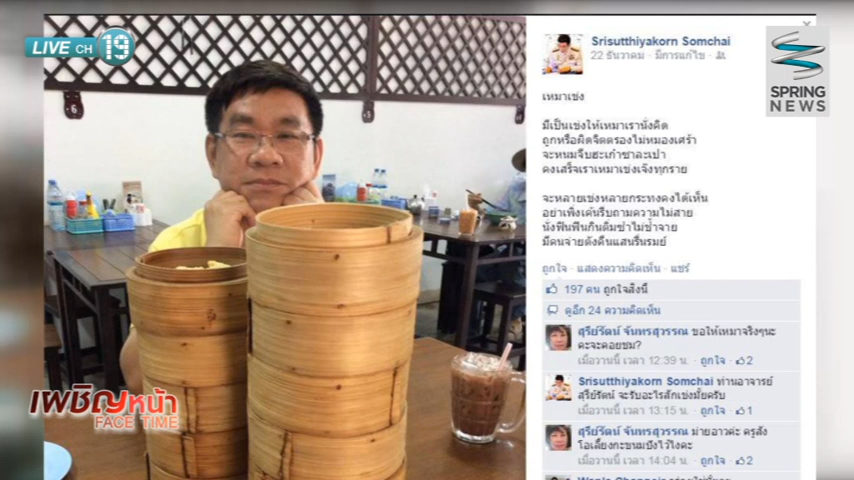 LIVE CH 19
SPRING
NEWS
Srisutthiyakorn Somchai
22 ธันวาคม · มีการแก้ไข ·
เหมาเข่ง
มีเป็นเข่งให้เหมาเรานั่งคิด
ถูกหรือผิดจิตตรองไม่หมองเศร้า
จะหนมจีบฮะเก๋าซาละเปา
คงเสร็จเราเหมาเข่งเจ๊งทุกราย
จะหลายเข่งหลายกระทงคงได้เห็น
อย่าเพิ่งเค้นรีบถามความไม่สาย
นั่งฟินฟินกินติ่มซำไม่ช้ำจาย
มีคนจ่ายตังคืนแสนรื่นรมย์
ถูกใจ · แสดงความคิดเห็น · แชร์
197 คน ถูกใจสิ่งนี้
ดูอีก 24 ความคิดเห็น
สุรีย์รัตน์ จันทรสุวรรณ ขอให้เหมาจริงๆนะ
คะจะคอยชม?
เมื่อวานนี้ เวลา 12:39 น. · ถูกใจ · 2
Srisutthiyakorn Somchai ท่านอาจารย์
สุรีย์รัตน์ จะรับอะไรสักเข่งมั้ยครับ
เมื่อวานนี้ เวลา 13:15 น. · ถูกใจ · 1
สุรีย์รัตน์ จันทรสุวรรณ ม่ายอาวค่ะ ครูสั่ง
โอเลี้ยงกะขนมปังไว้ไงคะ
เมื่อวานนี้ เวลา 14:04 น. · ถูกใจ · 2
เผชิญหน้า
FACE TIME